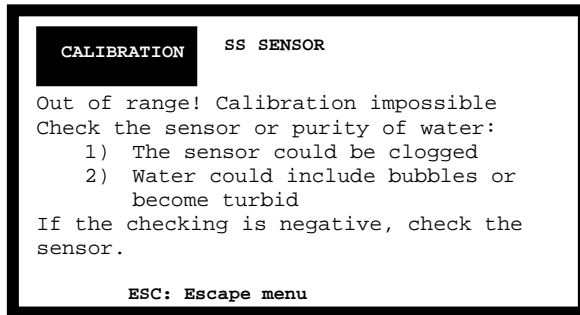 CALIBRATION SS SENSOR
Out of range! Calibration impossible
Check the sensor or purity of water:
1) The sensor could be clogged
2) Water could include bubbles or
become turbid
If the checking is negative, check the
sensor.
ESC: Escape menu